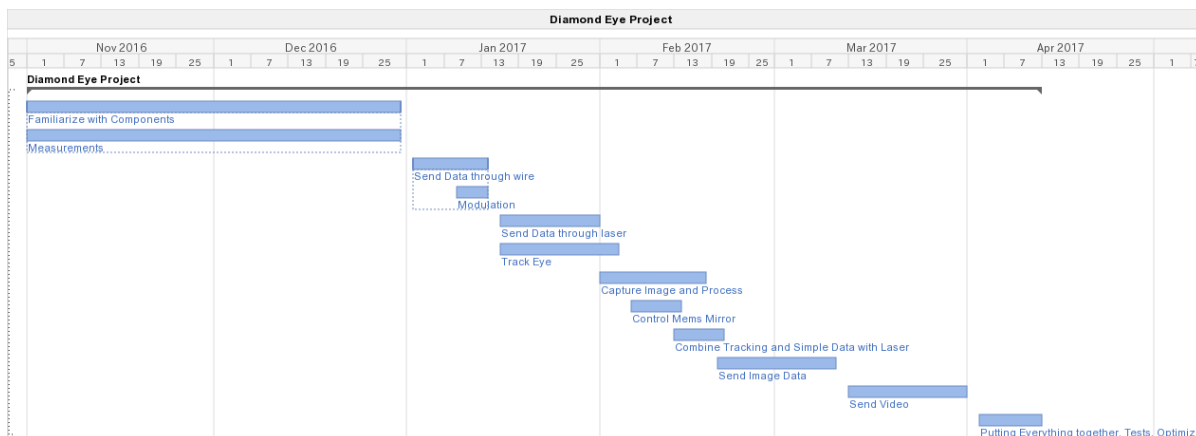 Diamond Eye Project
Nov 2016 Dec 2016 Jan 2017 Feb 2017 Mar 2017 Apr 2017
5 1 7 13 19 25 1 7 13 19 25 1 7 13 19 25 1 7 13 19 25 1 7 13 19 25 1 7 13 19 25 1
Diamond Eye Project
Familiarize with Components
Measurements
Send Data through wire
Modulation
Send Data through laser
Track Eye
Capture Image and Process
Control Mems Mirror
Combine Tracking and Simple Data with Laser
Send Image Data
Send Video
Putting Everything together, Tests, Optimiz